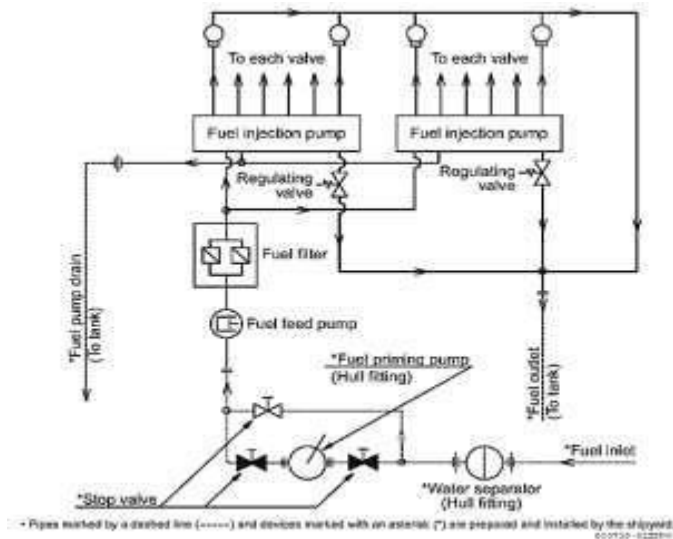 To each valve
To each valve
Fuel injection pump
Fuel injection pump
Regulating
valve
Regulating
valve
Fuel filter
*Fuel pump drain
(To tank)
Fuel feed pump
*Fuel priming pump
(Hull fitting)
*Fuel outlet
(To tank)
*Fuel inlet
*Stop valve
*Water separator
(Hull fitting)
• Pipes marked by a dashed line (-----) and devices marked with an asterisk (*) are prepared and installed by the shipyard.